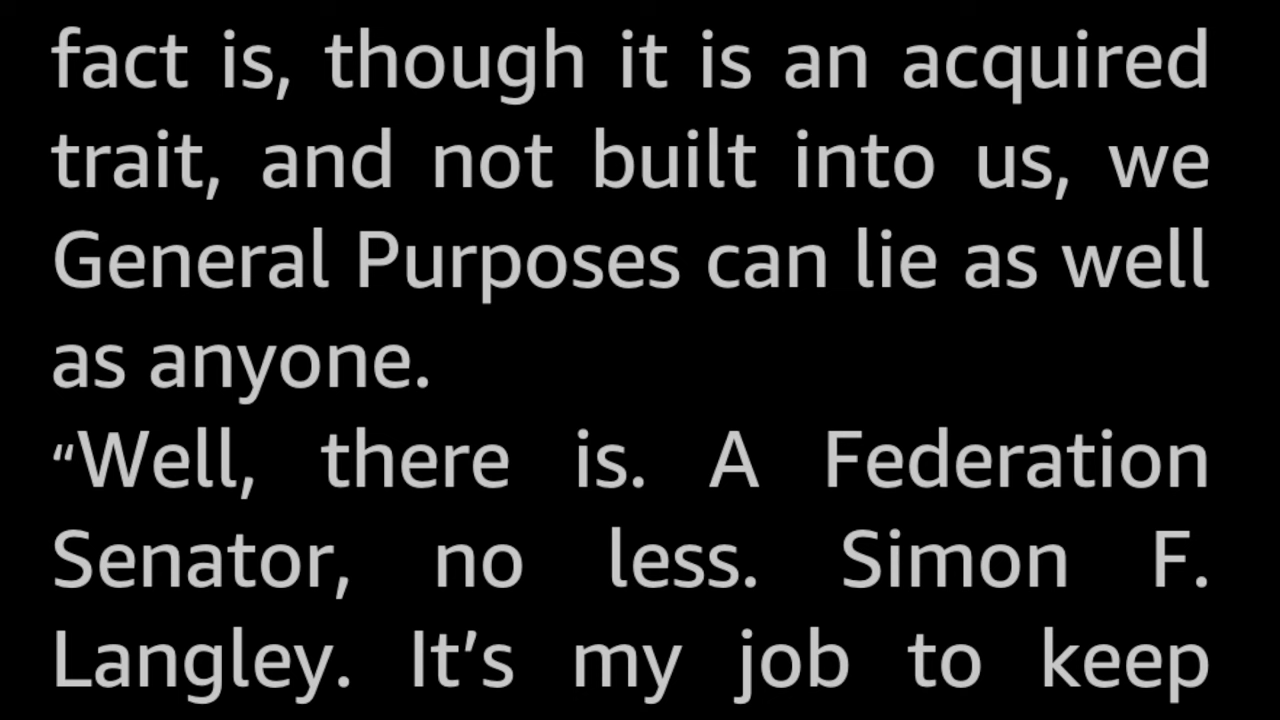 fact is, though it is an acquired
trait, and not built into us, we
General Purposes can lie as well
as anyone.
“Well, there is. A Federation
Senator, no less. Simon F.
Langley. It’s my job to keep